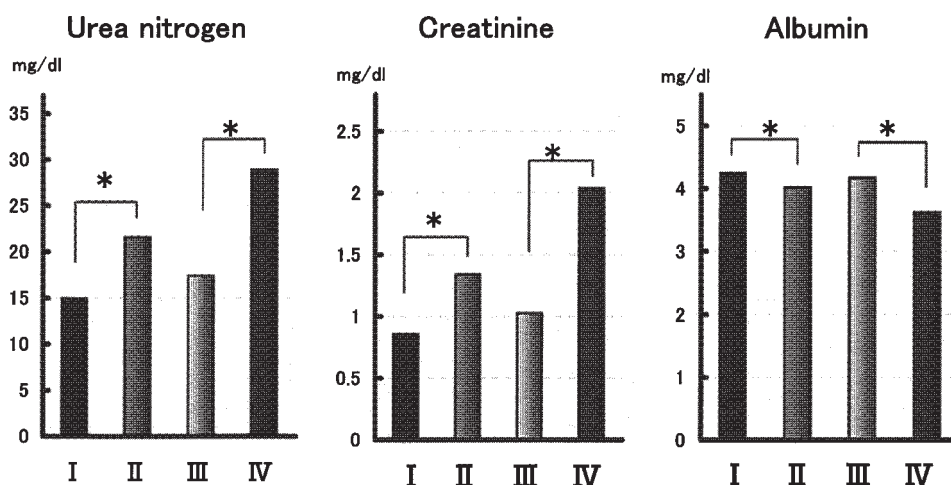 Urea nitrogen
mg/dl
35
30
25
20
15
10
5
0
*
*
I II III IV
Creatinine
mg/dl
2.5
2
1.5
1
0.5
0
*
*
I II III IV
Albumin
mg/dl
5
4
3
2
1
0
*
*
I II III IV